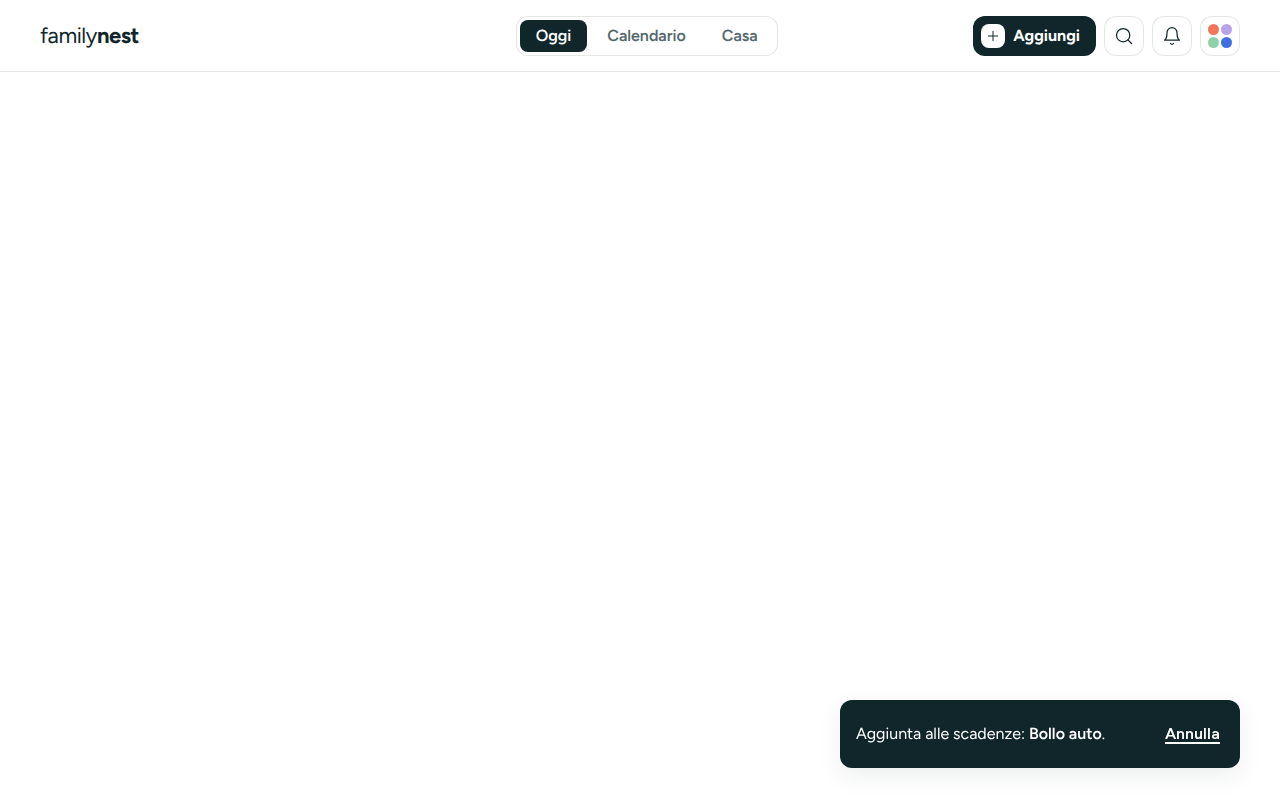 familynest
Oggi
Calendario
Casa
Aggiungi
Aggiunta alle scadenze: Bollo auto.
Annulla